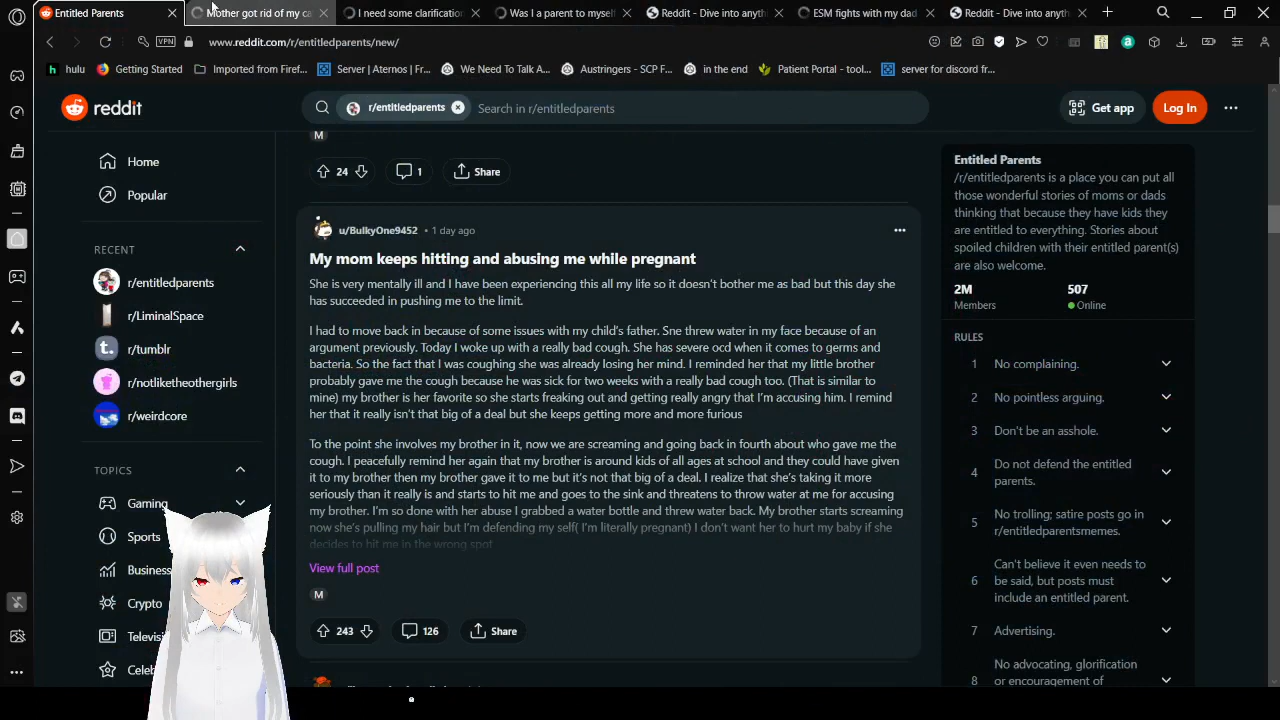 Entitled Parents
Mother got rid of my ca
I need some clarification
Was I a parent to myself
Reddit - Dive into anyth
ESM fights with my dad
Reddit - Dive into anyth
VPN
www.reddit.com/r/entitledparents/new/
hulu
Getting Started
Imported from Firef...
Server | Aternos | Fr...
We Need To Talk A...
Austringers - SCP F...
in the end
Patient Portal - tool...
server for discord fr...
reddit
r/entitledparents
Search in r/entitledparents
Get app
Log In
Home
Popular
RECENT
r/entitledparents
r/LiminalSpace
r/tumblr
r/notliketheothergirls
r/weirdcore
TOPICS
Gaming
Sports
Business
Crypto
Televisi
Celeb
M
24
1
Share
u/BulkyOne9452 • 1 day ago
My mom keeps hitting and abusing me while pregnant
She is very mentally ill and I have been experiencing this all my life so it doesn't bother me as bad but this day she
has succeeded in pushing me to the limit.
I had to move back in because of some issues with my child's father. Sne threw water in my face because of an
argument previously. Today I woke up with a really bad cough. She has severe ocd when it comes to germs and
bacteria. So the fact that I was coughing she was already losing her mind. I reminded her that my little brother
probably gave me the cough because he was sick for two weeks with a really bad cough too. (That is similar to
mine) my brother is her favorite so she starts freaking out and getting really angry that I'm accusing him. I remind
her that it really isn't that big of a deal but she keeps getting more and more furious
To the point she involves my brother in it, now we are screaming and going back in fourth about who gave me the
cough. I peacefully remind her again that my brother is around kids of all ages at school and they could have given
it to my brother then my brother gave it to me but it's not that big of a deal. I realize that she's taking it more
seriously than it really is and starts to hit me and goes to the sink and threatens to throw water at me for accusing
my brother. I'm so done with her abuse I grabbed a water bottle and threw water back. My brother starts screaming
now she's pulling my hair but I'm defending my self( I'm literally pregnant) I don't want her to hurt my baby if she
decides to hit me in the wrong spot
View full post
M
243
126
Share
Entitled Parents
/r/entitledparents is a place you can put all
those wonderful stories of moms or dads
thinking that because they have kids they
are entitled to everything. Stories about
spoiled children with their entitled parent(s)
are also welcome.
2M
Members
507
Online
RULES
1 No complaining.
2 No pointless arguing.
3 Don't be an asshole.
4 Do not defend the entitled
parents.
5 No trolling; satire posts go in
r/entitledparentsmemes.
6 Can't believe it even needs to
be said, but posts must
include an entitled parent.
7 Advertising.
8 No advocating, glorification
or encouragement of